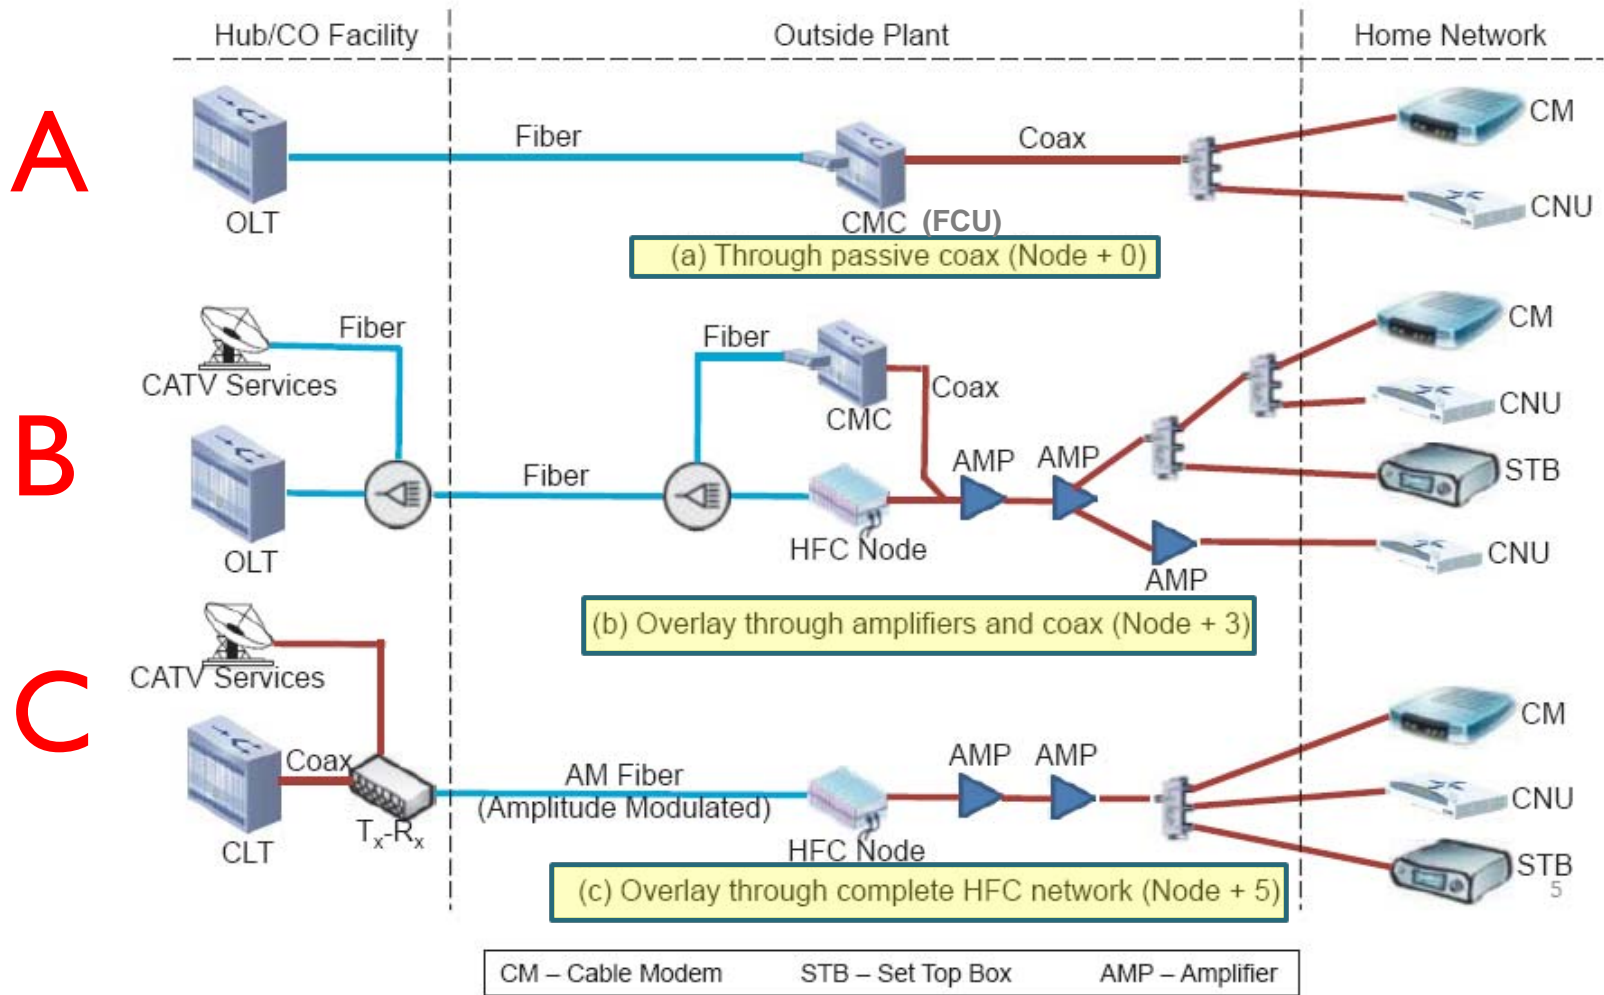 Hub/CO Facility
Outside Plant
Home Network
A
Fiber
Coax
CM
CNU
OLT
CMC (FCU)
(a) Through passive coax (Node + 0)
B
Fiber
CATV Services
Fiber
Coax
CMC
CM
CNU
Fiber
AMP
AMP
STB
OLT
HFC Node
AMP
CNU
(b) Overlay through amplifiers and coax (Node + 3)
C
CATV Services
Coax
AM Fiber
(Amplitude Modulated)
AMP
AMP
CM
CNU
CLT
Tx-Rx
HFC Node
STB
5
(c) Overlay through complete HFC network (Node + 5)
CM – Cable Modem STB – Set Top Box AMP – Amplifier